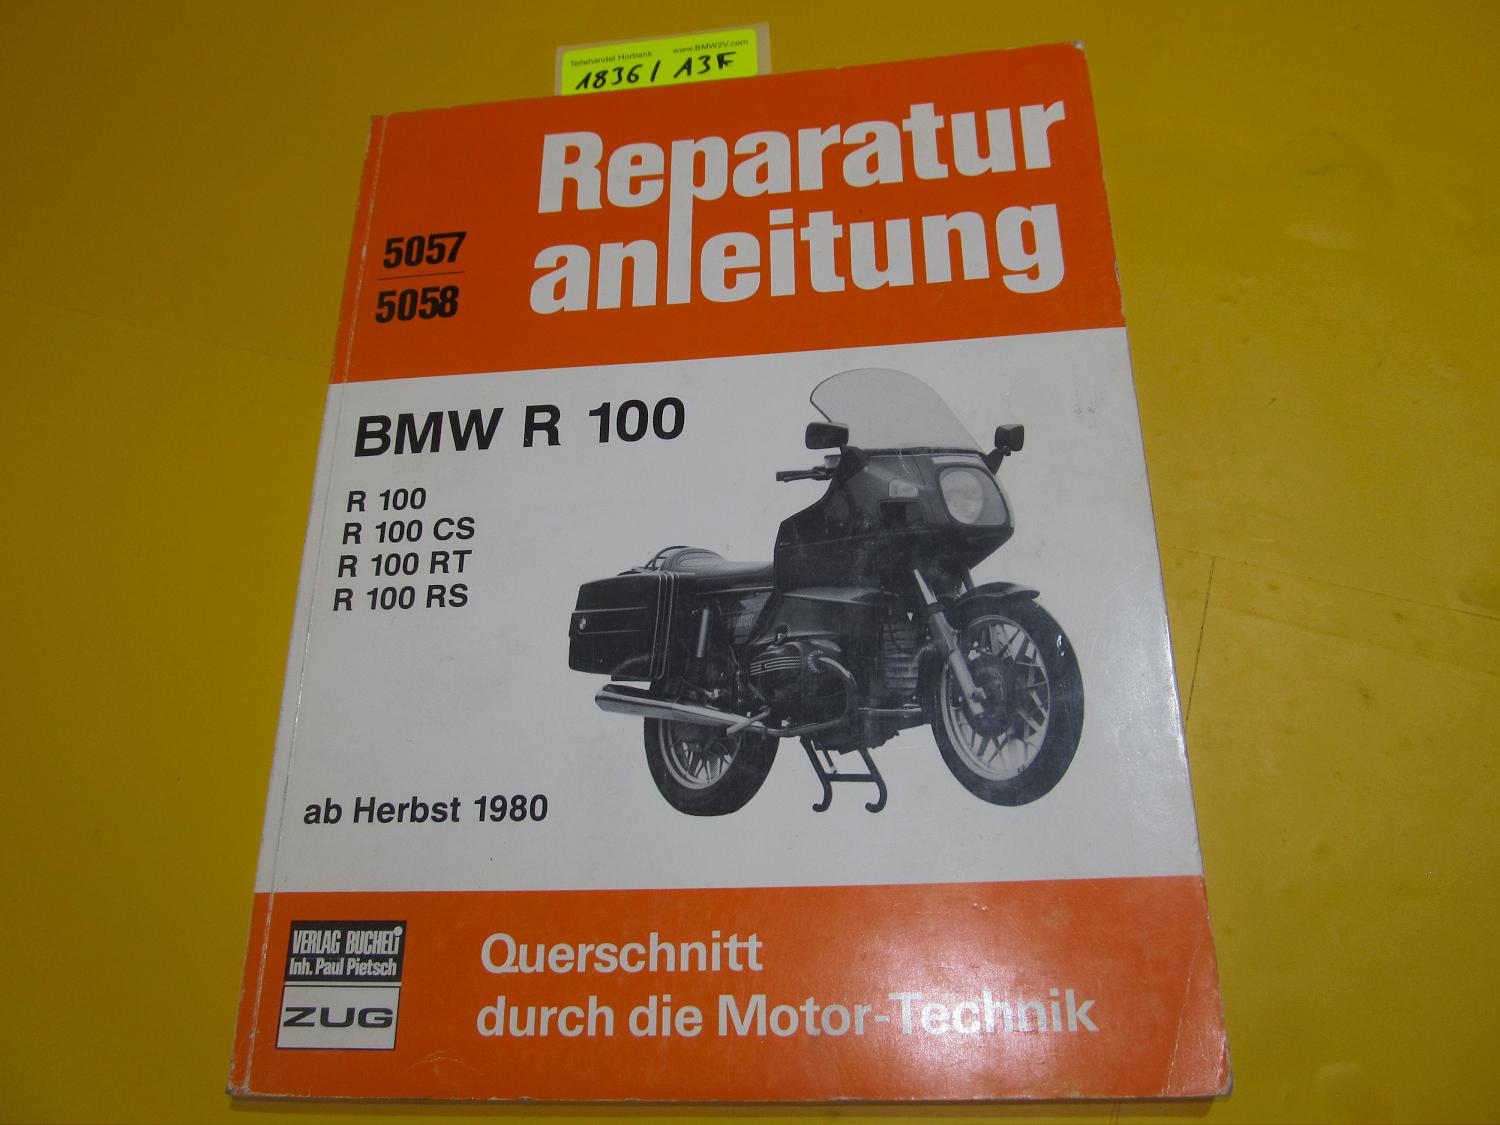 Teilehandel Horbank www.BMW2V.com
18361 A3F
Reparatur
anleitung
5057
5058
BMW R 100
R 100
R 100 CS
R 100 RT
R 100 RS
ab Herbst 1980
VERLAG BUCHELI
Inh. Paul Pietsch
ZUG
Querschnitt
durch die Motor-Technik